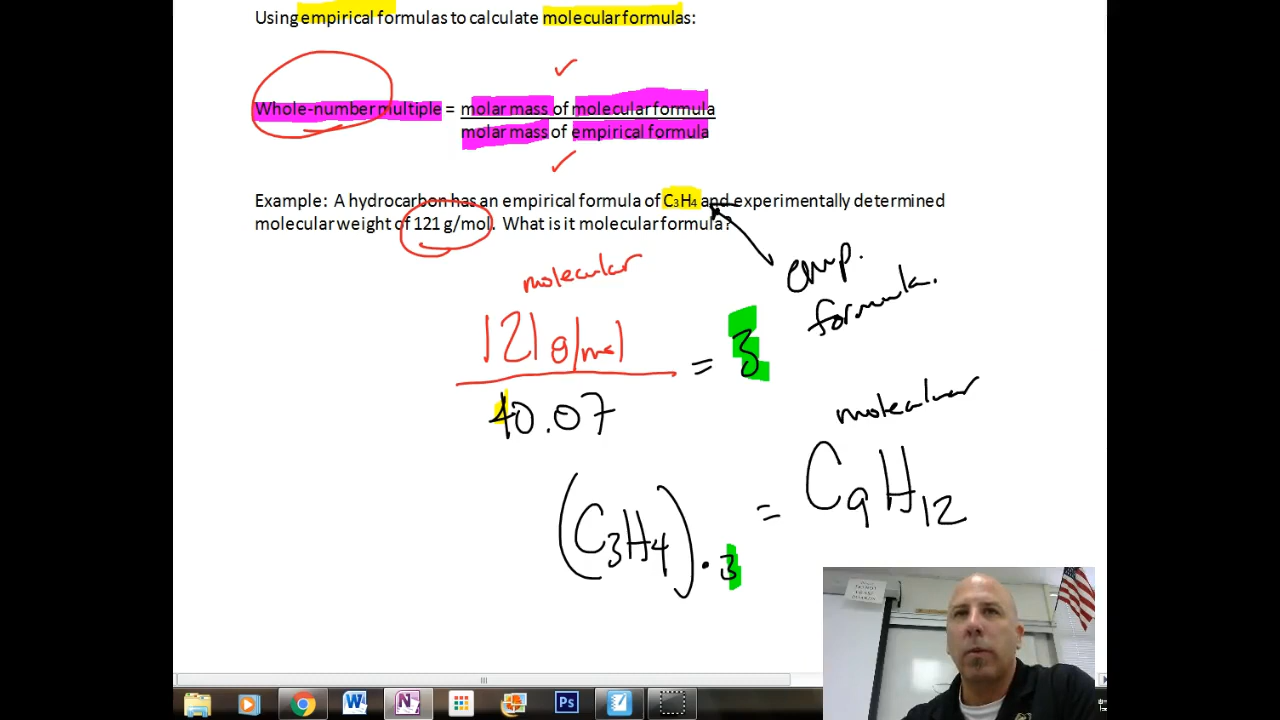 Using empirical formulas to calculate molecular formulas:
Whole-number multiple = molar mass of molecular formula
molar mass of empirical formula
Example: A hydrocarbon has an empirical formula of C₃H₄ and experimentally determined
molecular weight of 121 g/mol. What is it molecular formula?
molecular
emp.
formula.
121 g/mol
= 3
40.07
molecular
(C₃H₄) · 3 = C₉H₁₂
W
N
Ps